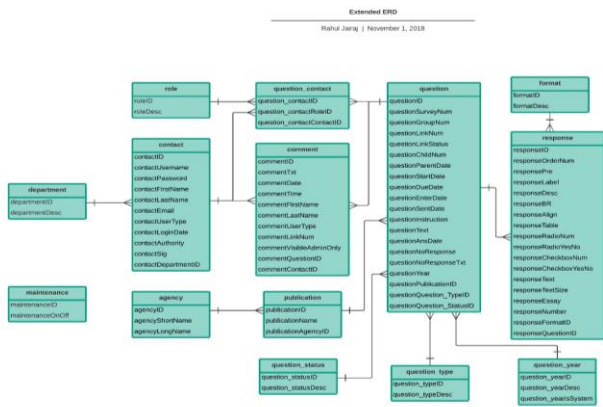 Extended ERD
Rahul Jairaj | November 1, 2018
role
roleID
roleDesc
question_contact
question_contactID
question_contactRoleID
question_contactContactID
question
questionID
questionSurveyNum
questionGroupNum
questionLinkNum
questionLinkStatus
questionChildNum
questionParentDate
questionStartDate
questionDueDate
questionEnterDate
questionSentDate
questionInstruction
questionText
questionAnsDate
questionNoResponse
questionNoResponseTxt
questionYear
questionPublicationID
questionQuestion_TypeID
questionQuestion_StatusID
format
formatID
formatDesc
contact
contactID
contactUsername
contactPassword
contactFirstName
contactLastName
contactEmail
contactUserType
contactLoginDate
contactAuthority
contactSig
contactDepartmentID
comment
commentID
commentTxt
commentDate
commentTime
commentFirstName
commentLastName
commentUserType
commentLinkNum
commentVisibleAdminOnly
commentQuestionID
commentContactID
response
responseID
responseOrderNum
responsePre
responseLabel
responseDesc
responseBR
responseAlign
responseTable
responseRadioNum
responseRadioYesNo
responseCheckboxNum
responseCheckboxYesNo
responseText
responseTextSize
responseEssay
responseNumber
responseFormatID
responseQuestionID
department
departmentID
departmentDesc
maintenance
maintenanceID
maintenanceOnOff
agency
agencyID
agencyShortName
agencyLongName
publication
publicationID
publicationName
publicationAgencyID
question_status
question_statusID
question_statusDesc
question_type
question_typeID
question_typeDesc
question_year
question_yearID
question_yearDesc
question_yearisSystem